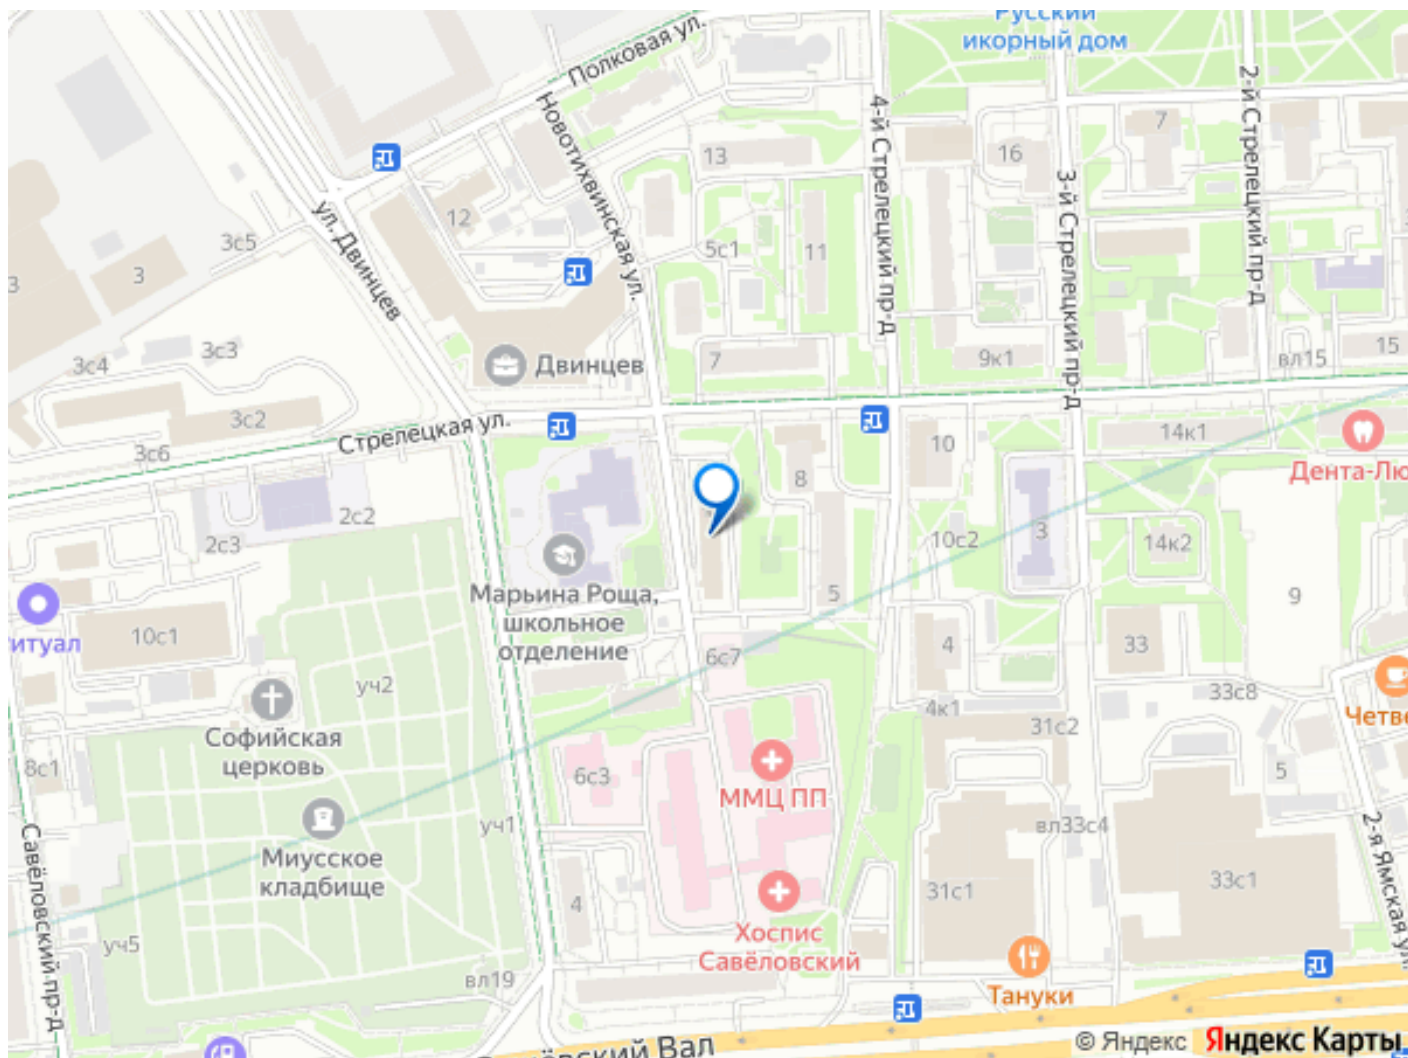 Русский
икорный дом
Полковая ул.
Новотихвинская ул.
4-й Стрелецкий пр-д
2-й Стрелецкий пр-д
3-й Стрелецкий пр-д
ул. Двинцев
7
16
13
12
3с5
5с1
11
3
3
3с3
3с4
7
9к1
вл15
15
Двинцев
3с2
Стрелецкая ул.
3с6
10
14к1
8
Дента-Лю
2с2
2с3
10с2
3
14к2
Марьина Роща,
школьное
отделение
5
9
итуал
10с1
6с7
4
33
уч2
33с8
4к1
31с2
Софийская
церковь
Четве
8с1
6с3
5
ММЦ ПП
уч1
вл33с4
Савёловский пр-д
2-я Ямская ул
Миусское
кладбище
31с1
33с1
4
Хоспис
Савёловский
уч5
вл19
Тануки
Вал
© Яндекс
Яндекс Карты